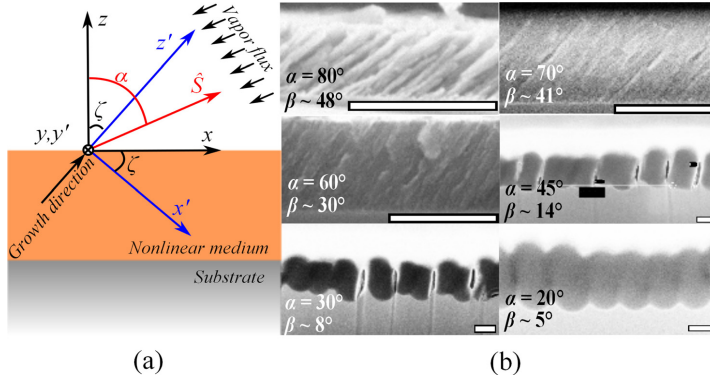 z
z'
Vapor flux
α
Ŝ
ζ
y,y'
x
ζ
Growth direction
x'
Nonlinear medium
Substrate
(a)
α = 80°
β ~ 48°
α = 70°
β ~ 41°
α = 60°
β ~ 30°
α = 45°
β ~ 14°
α = 30°
β ~ 8°
α = 20°
β ~ 5°
(b)